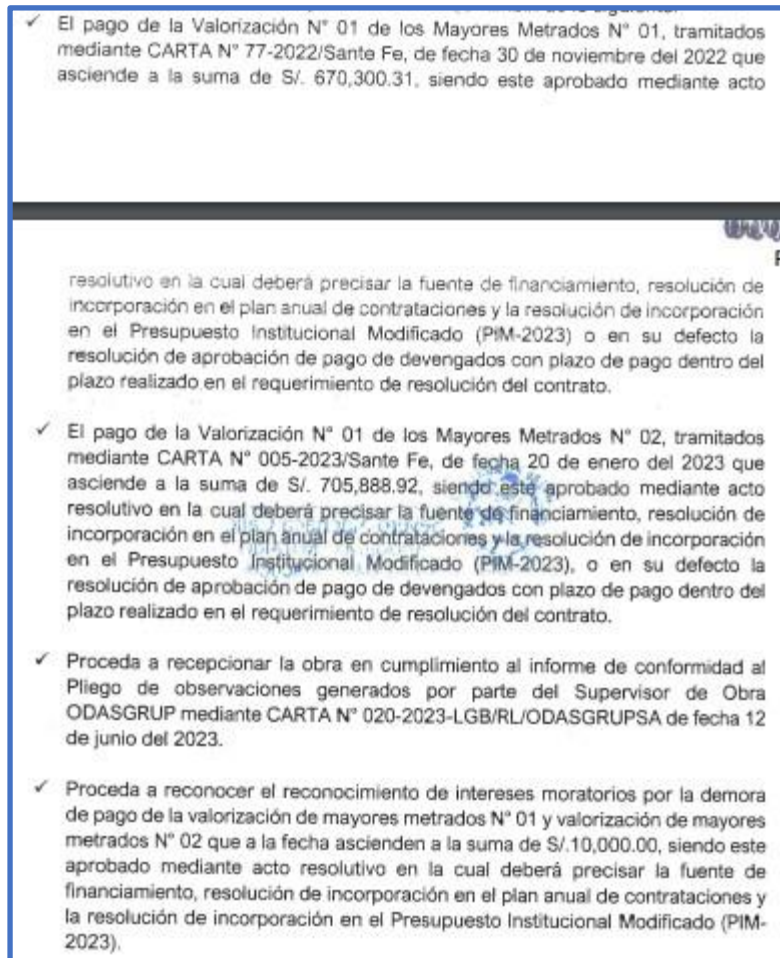 ✓ El pago de la Valorización N° 01 de los Mayores Metrados N° 01, tramitados
mediante CARTA N° 77-2022/Sante Fe, de fecha 30 de noviembre del 2022 que
asciende a la suma de S/. 670,300.31, siendo este aprobado mediante acto
resolutivo en la cual deberá precisar la fuente de financiamiento, resolución de
incorporación en el plan anual de contrataciones y la resolución de incorporación
en el Presupuesto Institucional Modificado (PIM-2023) o en su defecto la
resolución de aprobación de pago de devengados con plazo de pago dentro del
plazo realizado en el requerimiento de resolución del contrato.
✓ El pago de la Valorización N° 01 de los Mayores Metrados N° 02, tramitados
mediante CARTA N° 005-2023/Sante Fe, de fecha 20 de enero del 2023 que
asciende a la suma de S/. 705,888.92, siendo este aprobado mediante acto
resolutivo en la cual deberá precisar la fuente de financiamiento, resolución de
incorporación en el plan anual de contrataciones y la resolución de incorporación
en el Presupuesto Institucional Modificado (PIM-2023), o en su defecto la
resolución de aprobación de pago de devengados con plazo de pago dentro del
plazo realizado en el requerimiento de resolución del contrato.
✓ Proceda a recepcionar la obra en cumplimiento al informe de conformidad al
Pliego de observaciones generados por parte del Supervisor de Obra
ODASGRUP mediante CARTA N° 020-2023-LGB/RL/ODASGRUPSA de fecha 12
de junio del 2023.
✓ Proceda a reconocer el reconocimiento de intereses moratorios por la demora
de pago de la valorización de mayores metrados N° 01 y valorización de mayores
metrados N° 02 que a la fecha ascienden a la suma de S/.10,000.00, siendo este
aprobado mediante acto resolutivo en la cual deberá precisar la fuente de
financiamiento, resolución de incorporación en el plan anual de contrataciones y
la resolución de incorporación en el Presupuesto Institucional Modificado (PIM-
2023).